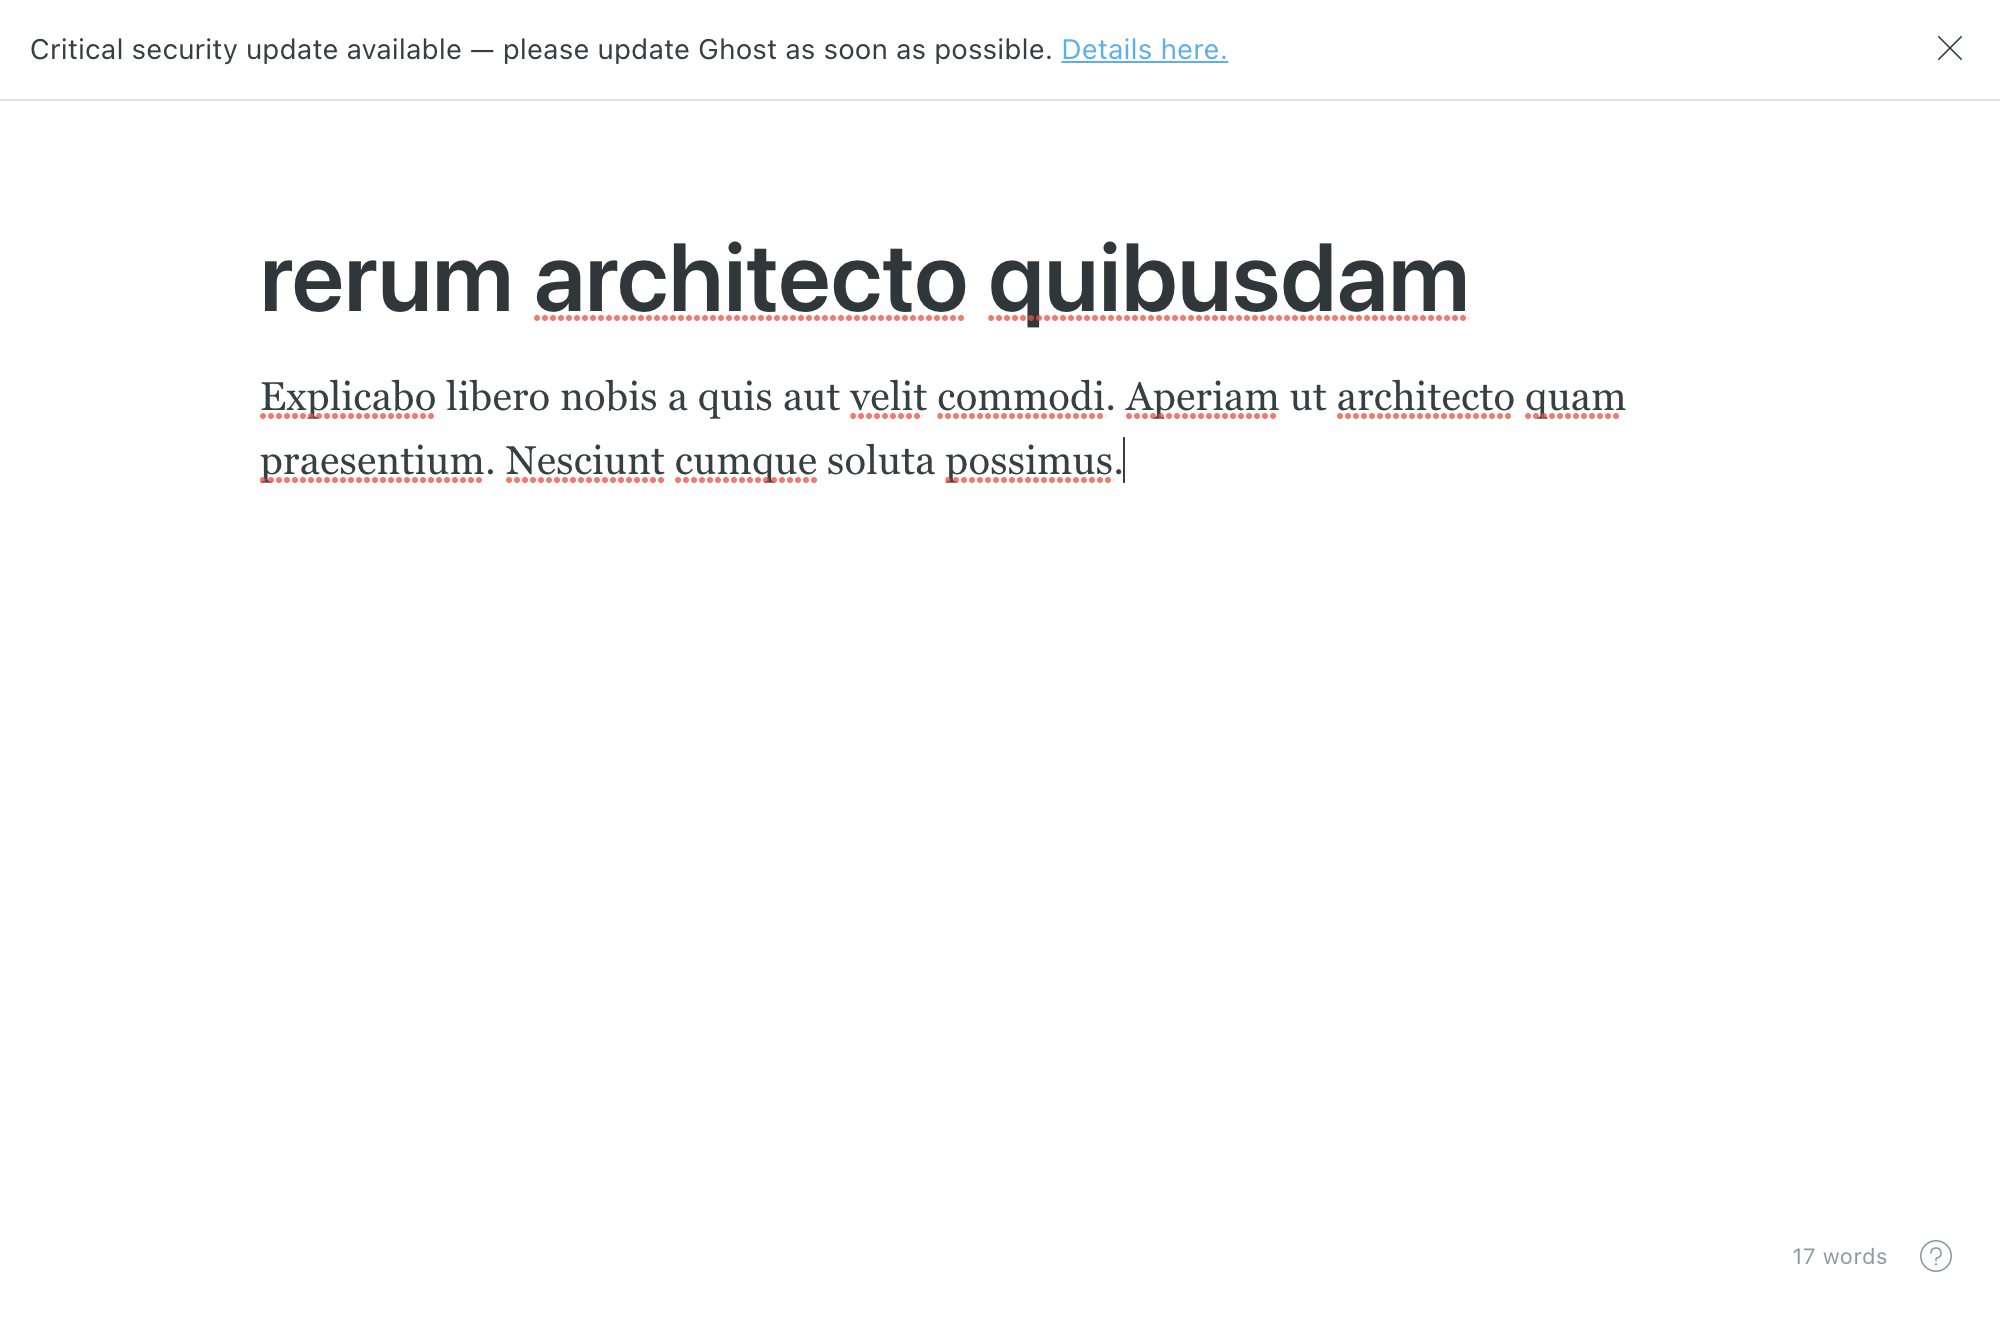 Critical security update available — please update Ghost as soon as possible. Details here.
rerum architecto quibusdam
Explicabo libero nobis a quis aut velit commodi. Aperiam ut architecto quam
praesentium. Nesciunt cumque soluta possimus.
17 words
?